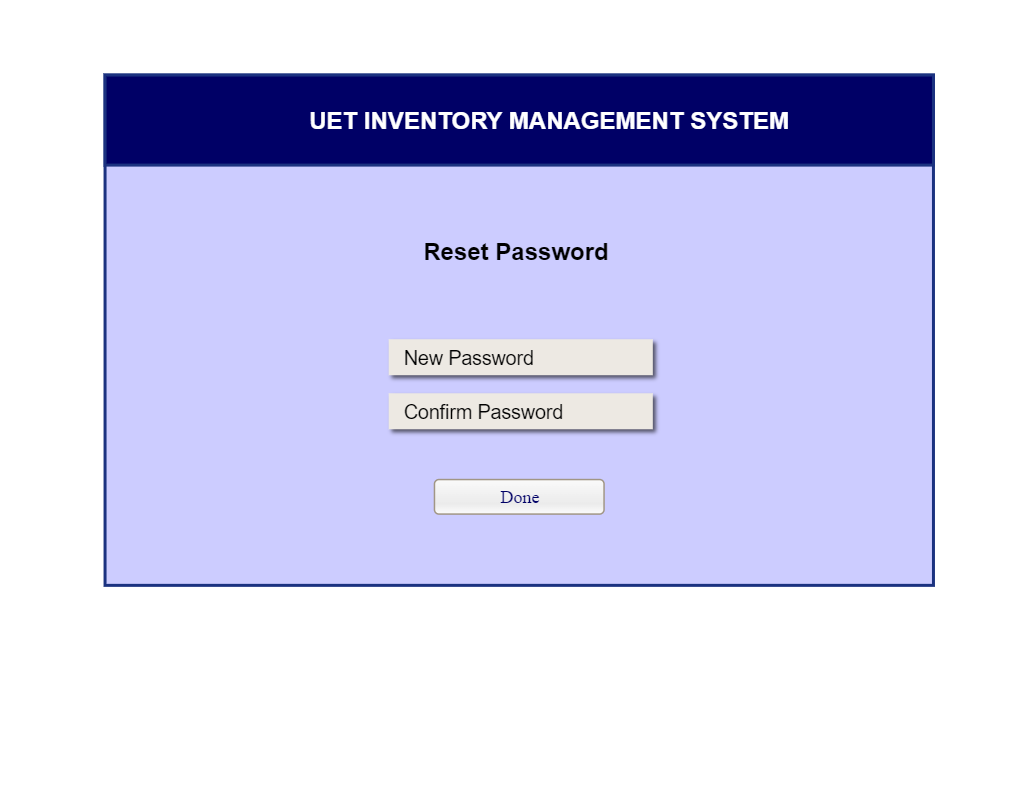 UET INVENTORY MANAGEMENT SYSTEM
Reset Password
New Password
Confirm Password
Done